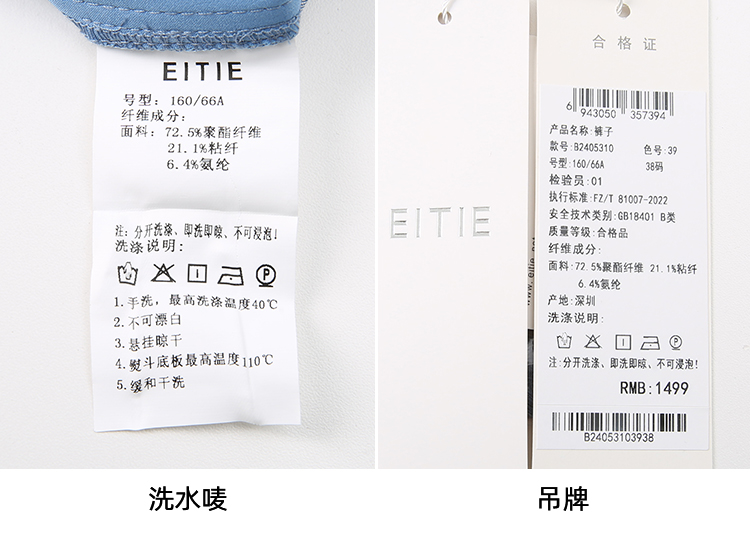 EITIE
号型: 160/66A
纤维成分:
面料: 72.5%聚酯纤维
21.1%粘纤
6.4%氨纶
注: 分开洗涤、即洗即晾、不可浸泡!
洗涤说明:
1.手洗，最高洗涤温度40℃
2.不可漂白
3.悬挂晾干
4.熨斗底板最高温度110℃
5.缓和干洗
洗水唛
EITIE
合格证
6 943050 357394
产品名称:裤子
款号:B2405310 色号:39
号型:160/66A 38码
检验员:01
执行标准:FZ/T 81007-2022
安全技术类别:GB18401 B类
质量等级:合格品
纤维成分:
面料:72.5%聚酯纤维 21.1%粘纤
6.4%氨纶
产地:深圳
洗涤说明:
注:分开洗涤、即洗即晾、不可浸泡!
RMB:1499
B24053103938
吊牌